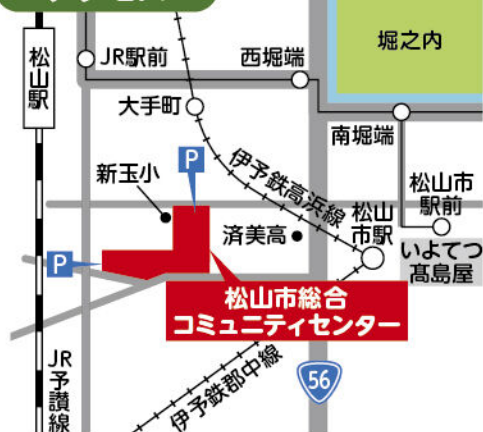 松山駅
JR駅前
西堀端
堀之内
大手町
南堀端
P
新玉小
伊予鉄高浜線
松山市
駅前
松山
市駅
済美高
いよてつ
髙島屋
P
松山市総合
コミュニティセンター
JR予讃線
伊予鉄郡中線
56